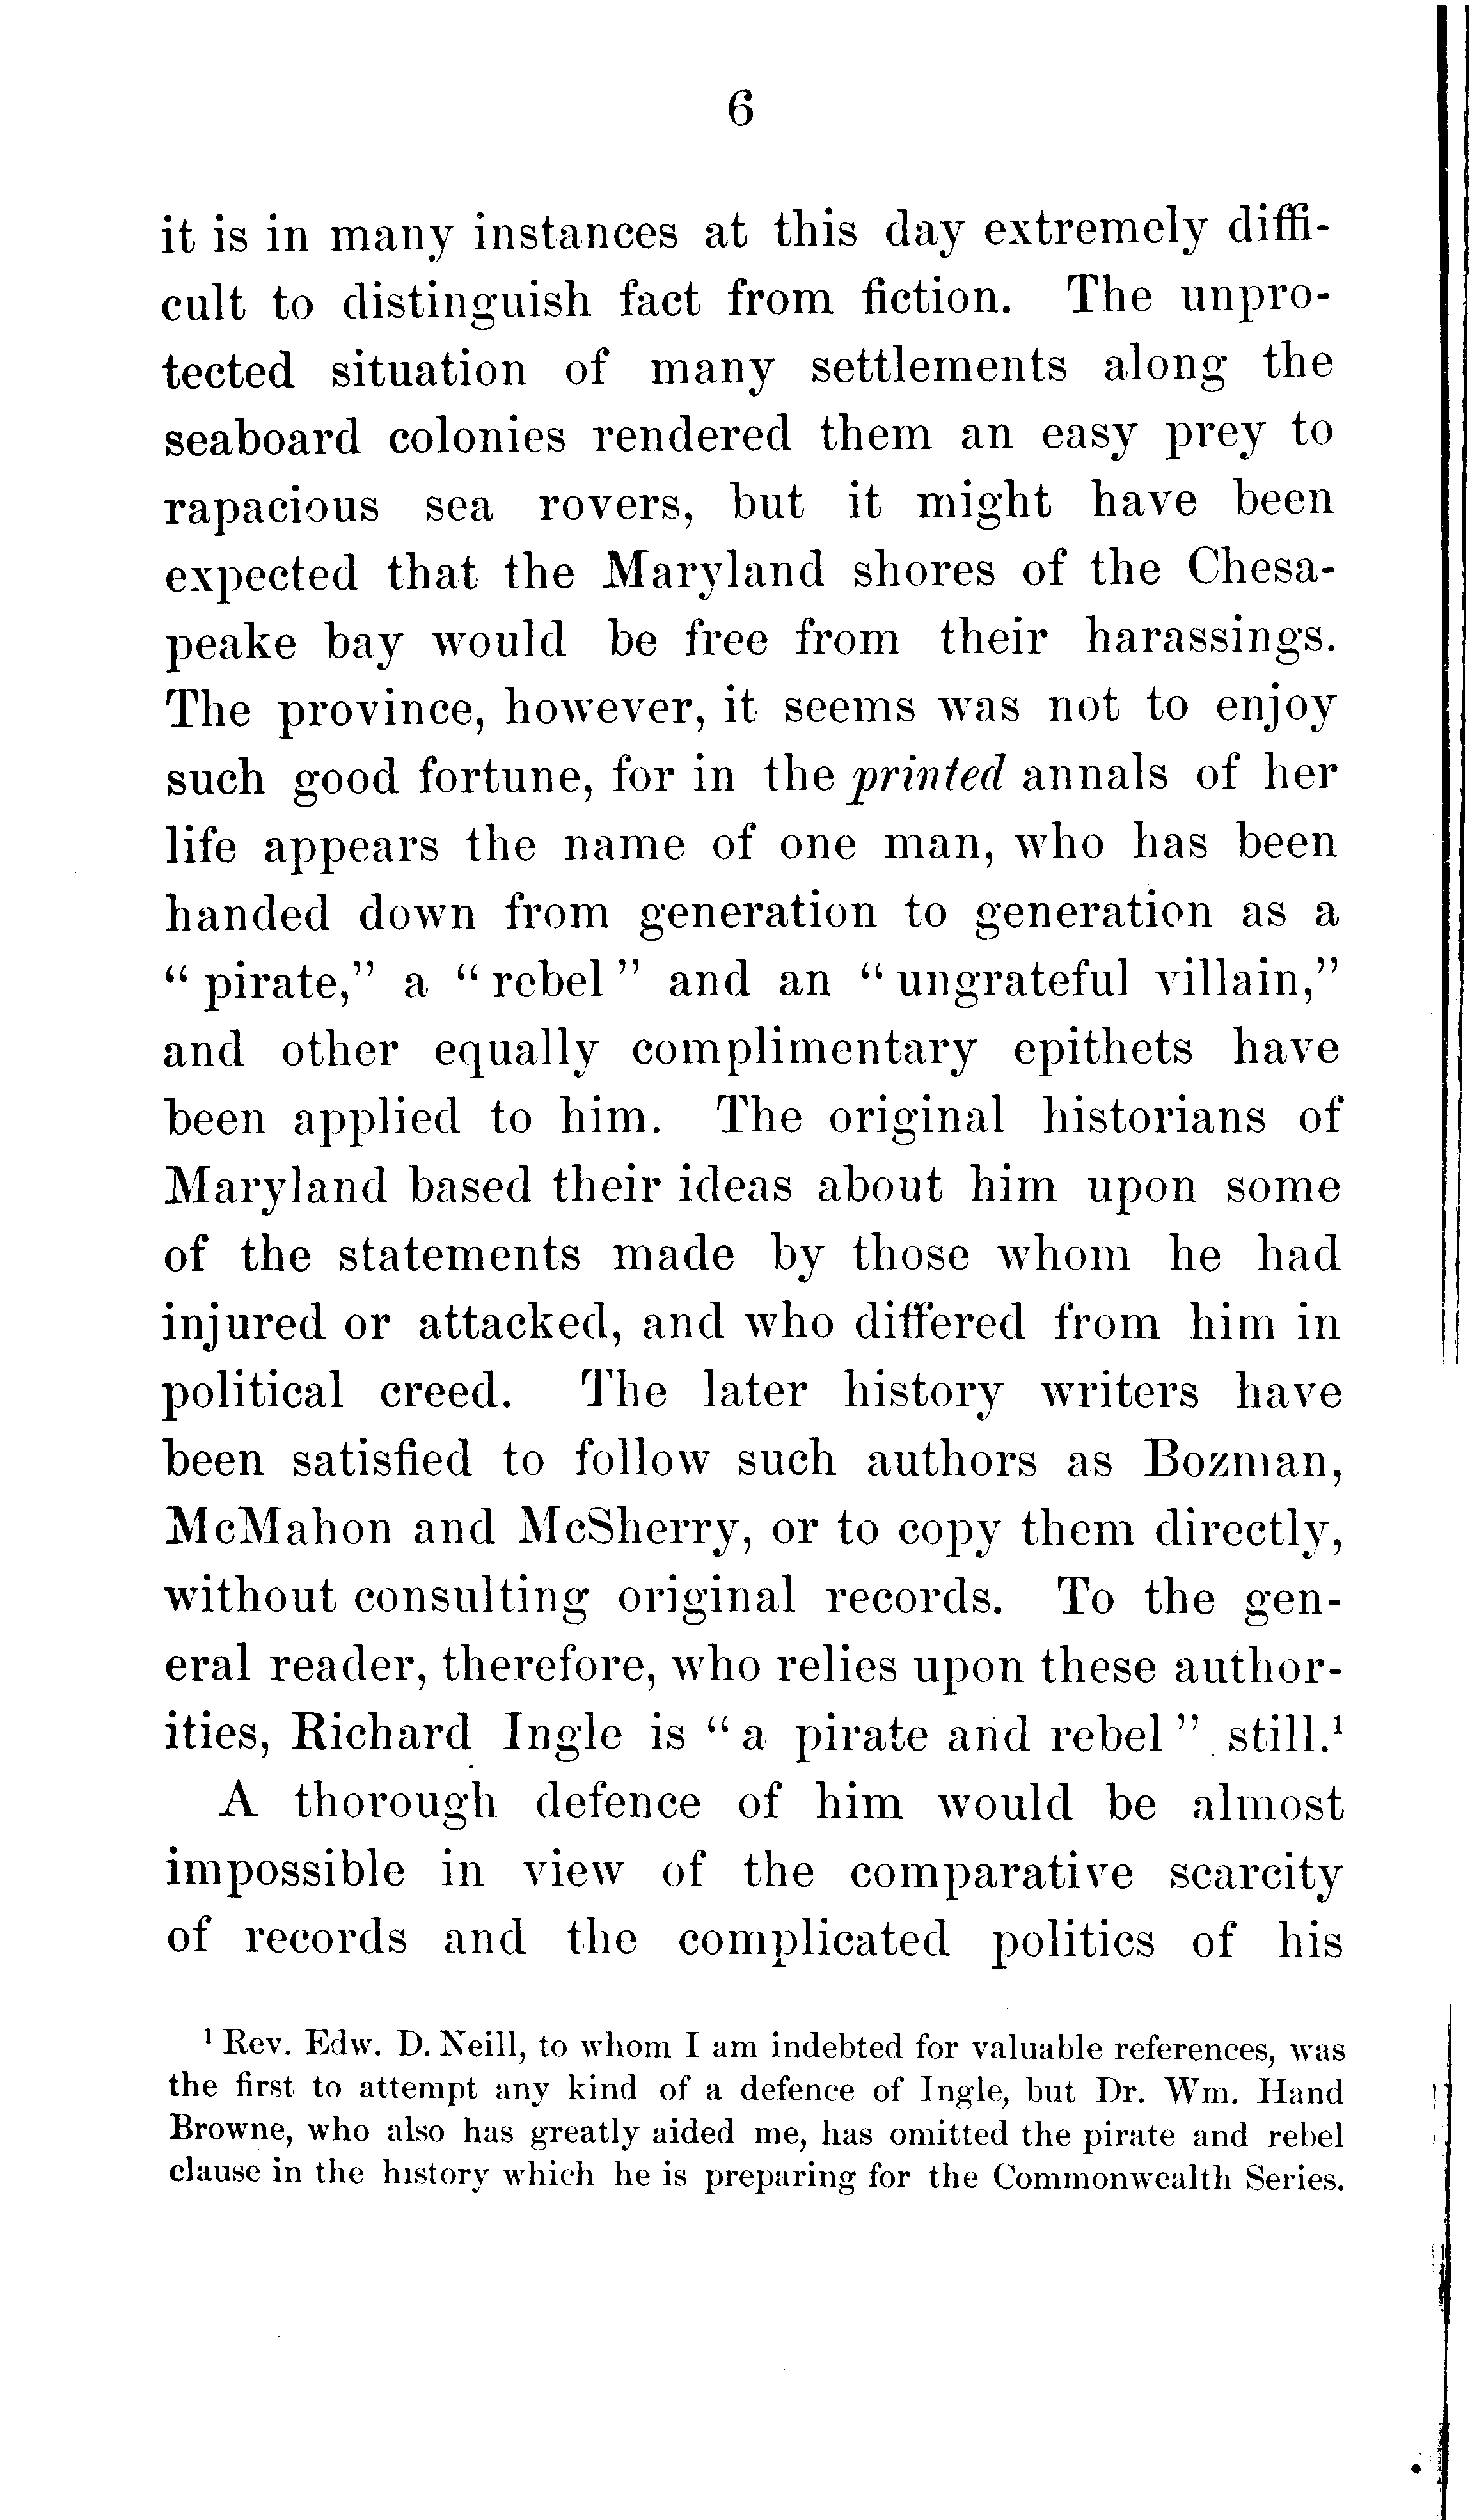 6
it is in many instances at this day extremely diffi-
cult to distinguish fact from fiction. The unpro-
tected situation of many settlements along the
seaboard colonies rendered them an easy prey to
rapacious sea rovers, but it might have been
expected that the Maryland shores of the Chesa-
peake bay would be free from their harassings.
The province, however, it seems was not to enjoy
such good fortune, for in the printed annals of her
life appears the name of one man, who has been
handed down from generation to generation as a
“ pirate,” a “ rebel ” and an “ ungrateful villain,”
and other equally complimentary epithets have
been applied to him. The original historians of
Maryland based their ideas about him upon some
of the statements made by those whom he had
injured or attacked, and who differed from him in
political creed. The later history writers have
been satisfied to follow such authors as Bozman,
McMahon and McSherry, or to copy them directly,
without consulting original records. To the gen-
eral reader, therefore, who relies upon these author-
ities, Richard Ingle is “ a pirate and rebel ” still.¹
A thorough defence of him would be almost
impossible in view of the comparative scarcity
of records and the complicated politics of his
¹ Rev. Edw. D. Neill, to whom I am indebted for valuable references, was
the first to attempt any kind of a defence of Ingle, but Dr. Wm. Hand
Browne, who also has greatly aided me, has omitted the pirate and rebel
clause in the history which he is preparing for the Commonwealth Series.